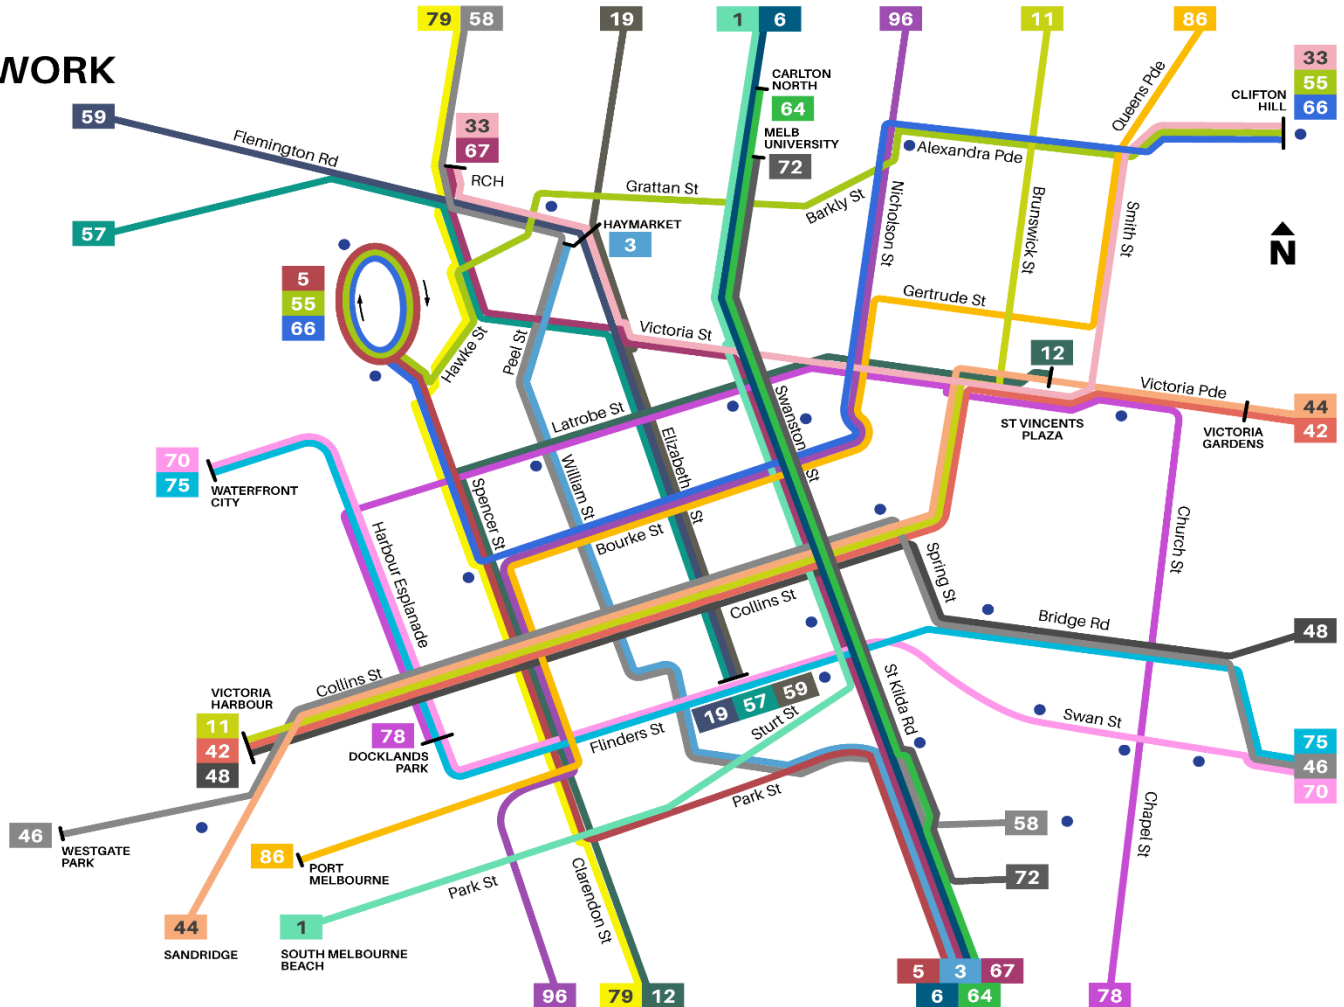 79 58
19
1 6
96
11
86
WORK
33
55
66
CLIFTON
HILL
CARLTON
NORTH
64
MELB
UNIVERSITY
72
59
Flemington Rd
33
67
RCH
Queens Pde
Alexandra Pde
Grattan St
Barkly St
Nicholson St
Brunswick St
Smith St
57
HAYMARKET
3
N
5
55
66
Hawke St
Peel St
Victoria St
Gertrude St
12
Victoria Pde
44
42
VICTORIA
GARDENS
ST VINCENTS
PLAZA
Latrobe St
Swanston St
Elizabeth St
William St
Spencer St
Bourke St
70
75
WATERFRONT
CITY
Harbour Esplanade
Church St
Spring St
Collins St
Bridge Rd
48
Collins St
VICTORIA
HARBOUR
11
42
48
78
DOCKLANDS
PARK
19 57 59
Flinders St
Sturt St
St Kilda Rd
Swan St
75
46
70
Park St
46
WESTGATE
PARK
86
PORT
MELBOURNE
58
72
Chapel St
Clarendon St
Park St
44
SANDRIDGE
1
SOUTH MELBOURNE
BEACH
96
79 12
5 3 67
6 64
78